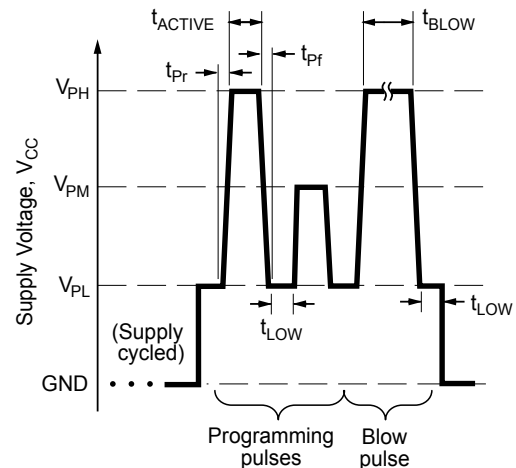 tACTIVE
tBLOW
tPr
tPf
VPH
VPM
VPL
GND
Supply Voltage, VCC
(Supply
cycled)
tLOW
tLOW
Programming
pulses
Blow
pulse